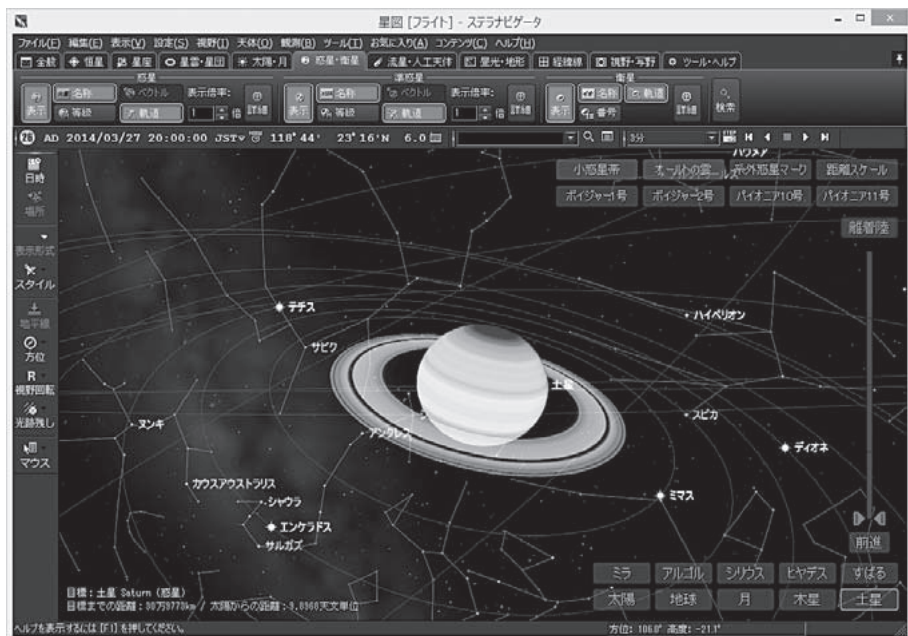 星図 [フライト] - ステラナビゲータ
ファイル(F) 編集(E) 表示(V) 設定(S) 視野(I) 天体(O) 観測(B) ツール(T) お気に入り(A) コンテンツ(C) ヘルプ(H)
全般 恒星 星座 星雲・星団 太陽・月 惑星・衛星 流星・人工天体 昼光・地形 経緯線 視野・写野 ツール・ヘルプ
惑星 準惑星 衛星
表示 名称 ベクトル 表示倍率: 詳細 表示 名称 ベクトル 表示倍率: 詳細 表示 名称 軌道 詳細 検索
等級 軌道 1 倍 等級 軌道 1 倍 番号
AD 2014/03/27 20:00:00 JST 118°44' 23°16'N 6.0 3分
日時
場所
表示形式
スタイル
地平線
方位
R
視野回転
光跡残し
マウス
ハウメア
小惑星帯 オールトの雲 系外惑星マーク 距離スケール
ボイジャー1号 ボイジャー2号 パイオニア10号 パイオニア11号
離着陸
テチス
ハイペリオン
サビク
土星
スピカ
ヌンキ
アンタレス
ディオネ
カウスアウストラリス
ミマス
シャウラ
エンケラドス
サルガズ
前進
ミラ アルゴル シリウス ヒヤデス すばる
太陽 地球 月 木星 土星
目標:土星 Saturn (惑星)
ヘルプを表示するには [F1] を押してください。
方位: 106.0° 高度: -21.1°